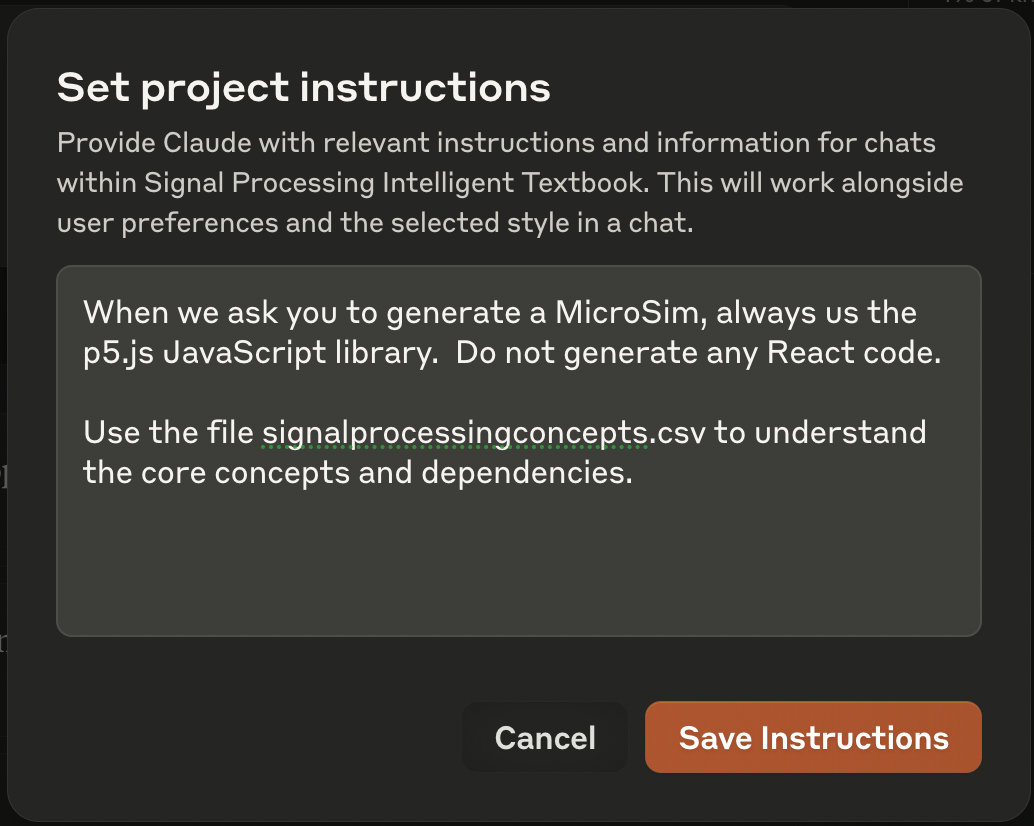 Set project instructions
Provide Claude with relevant instructions and information for chats
within Signal Processing Intelligent Textbook. This will work alongside
user preferences and the selected style in a chat.
When we ask you to generate a MicroSim, always us the
p5.js JavaScript library.  Do not generate any React code.
Use the file signalprocessingconcepts.csv to understand
the core concepts and dependencies.
Cancel
Save Instructions